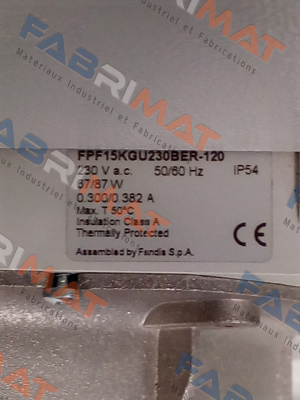 FABRIMAT
Materiaux Industriel et Fabrications
FPF15KGU230BER-120
230 V a.c. 50/60 Hz IP54
87/87 W
0.300/0.382 A
Max. T 50°C
Insulation Class A
Thermally Protected
CE
Assembled by Fandis S.p.A.